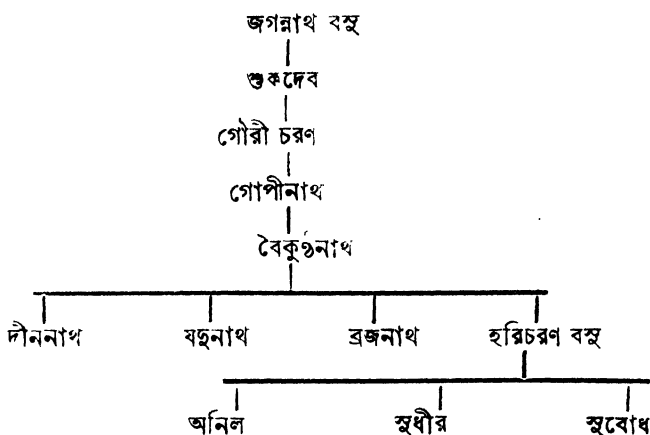 জগন্নাথ বসু
শুকদেব
গৌরী চরণ
গোপীনাথ
বৈকুণ্ঠনাথ
দীননাথ যদুনাথ ব্রজনাথ হরিচরণ বসু
অনিল সুধীর সুবোধ